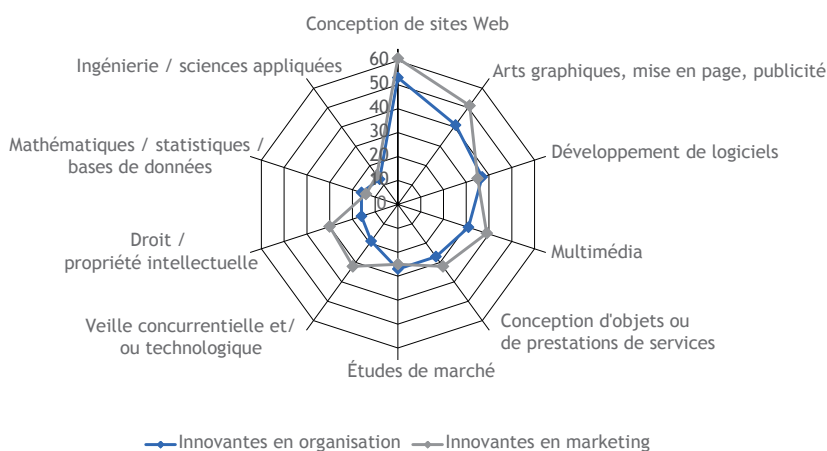 Conception de sites Web
Ingénierie / sciences appliquées
Arts graphiques, mise en page, publicité
Mathématiques / statistiques /
bases de données
Développement de logiciels
Droit /
propriété intellectuelle
Multimédia
Veille concurrentielle et/
ou technologique
Conception d'objets ou
de prestations de services
Études de marché
60
50
40
30
20
10
0
Innovantes en organisation
Innovantes en marketing